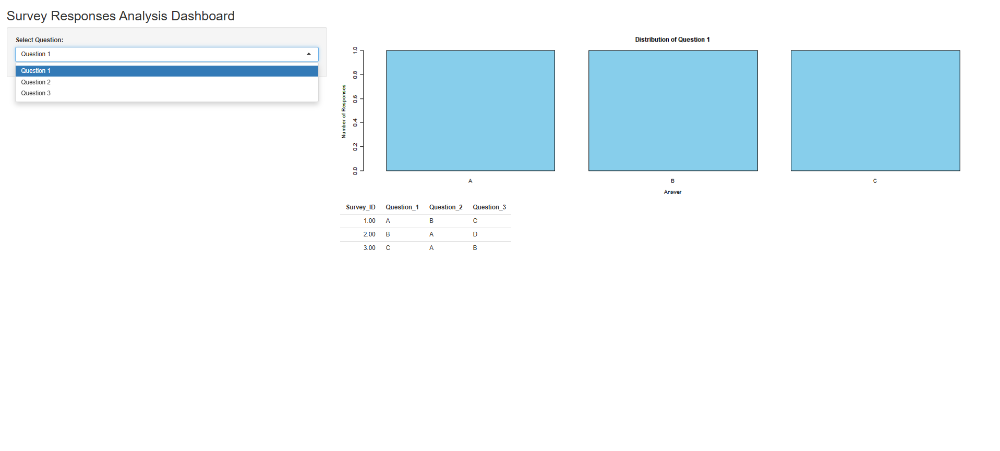 Survey Responses Analysis Dashboard
Select Question:
Question 1
Question 1
Question 2
Question 3
Distribution of Question 1
Number of Responses
1.0
0.8
0.6
0.4
0.2
0.0
A B C
Answer
Survey_ID Question_1 Question_2 Question_3
1.00 A B C
2.00 B A D
3.00 C A B